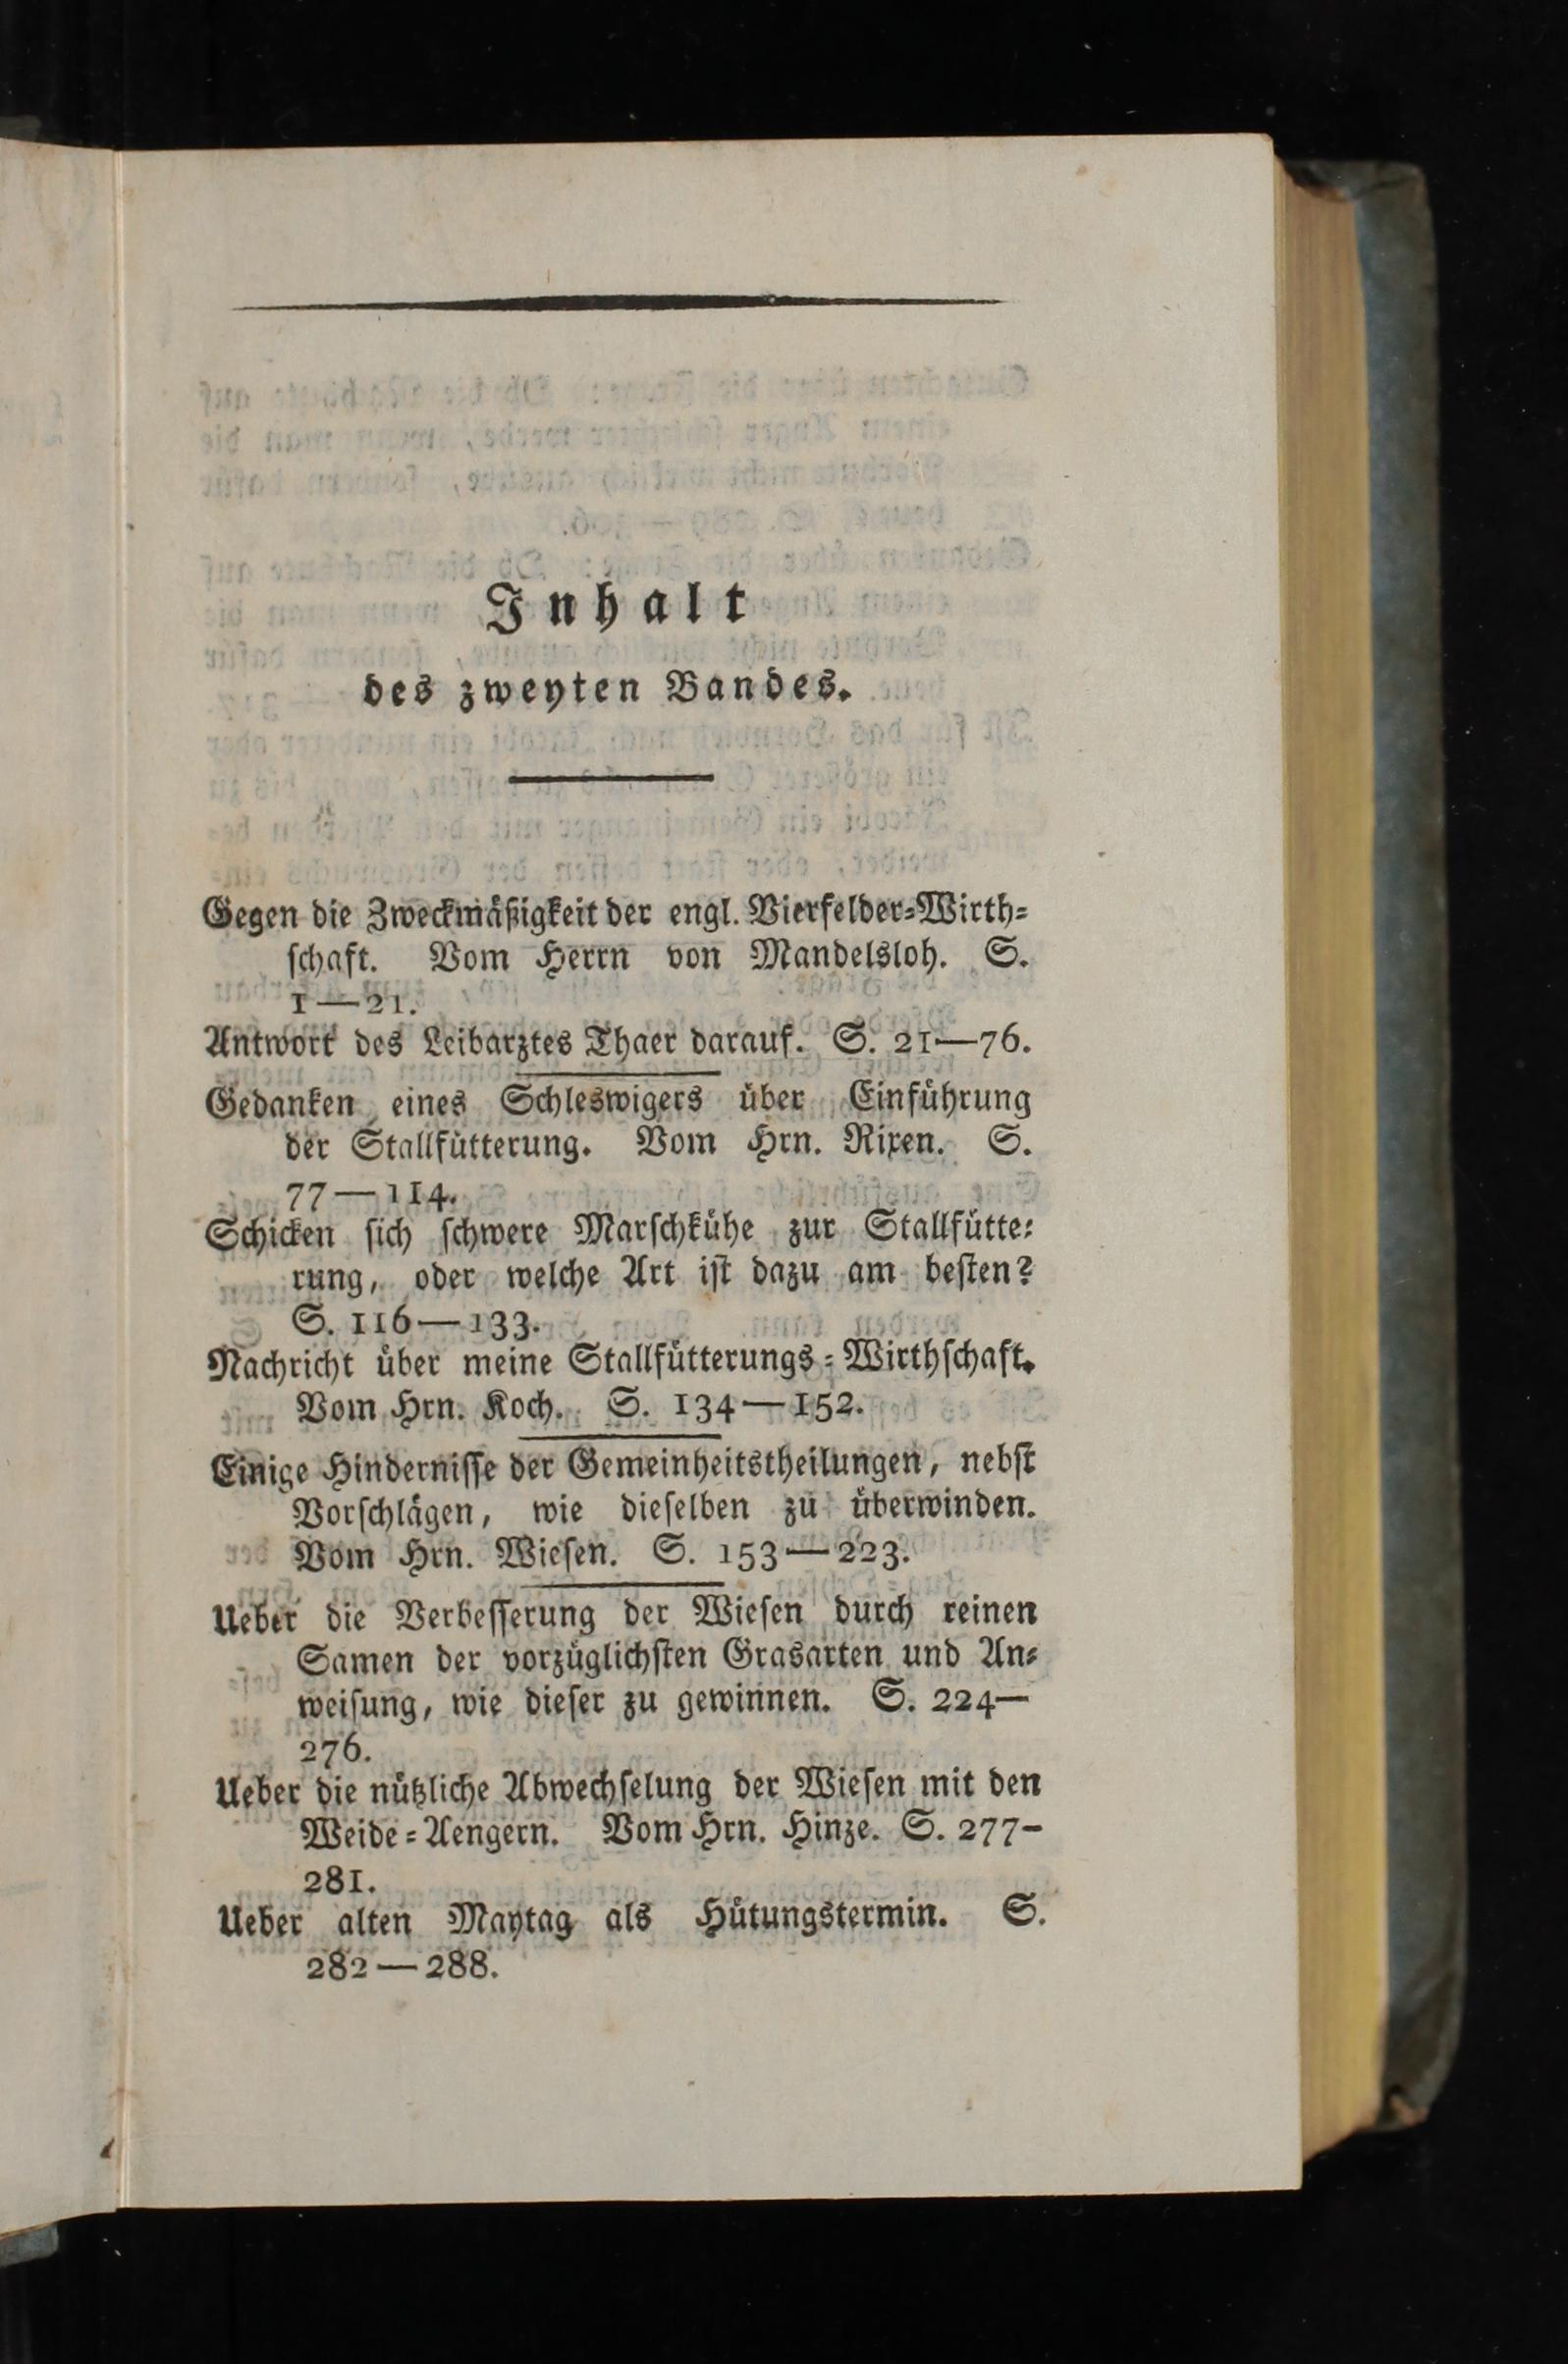 Inhalt
des zweyten Bandes.
Gegen die Zweckmäßigkeit der engl. Vierfelder-Wirth-
schaft. Vom Herrn von Mandelsloh. S.
1—21.
Antwort des Leibarztes Thaer darauf. S. 21—76.
Gedanken eines Schleswigers über Einführung
der Stallfütterung. Vom Hrn. Rixen. S.
77—114.
Schicken sich schwere Marschkühe zur Stallfütte-
rung, oder welche Art ist dazu am besten?
S. 116—133.
Nachricht über meine Stallfütterungs-Wirthschaft.
Vom Hrn. Koch. S. 134—152.
Einige Hindernisse der Gemeinheitstheilungen, nebst
Vorschlägen, wie dieselben zu überwinden.
Vom Hrn. Wiesen. S. 153—223.
Ueber die Verbesserung der Wiesen durch reinen
Samen der vorzüglichsten Grasarten und An-
weisung, wie dieser zu gewinnen. S. 224—
276.
Ueber die nützliche Abwechselung der Wiesen mit den
Weide-Aengern. Vom Hrn. Hinze. S. 277-
281.
Ueber alten Maytag als Hütungstermin. S.
282—288.